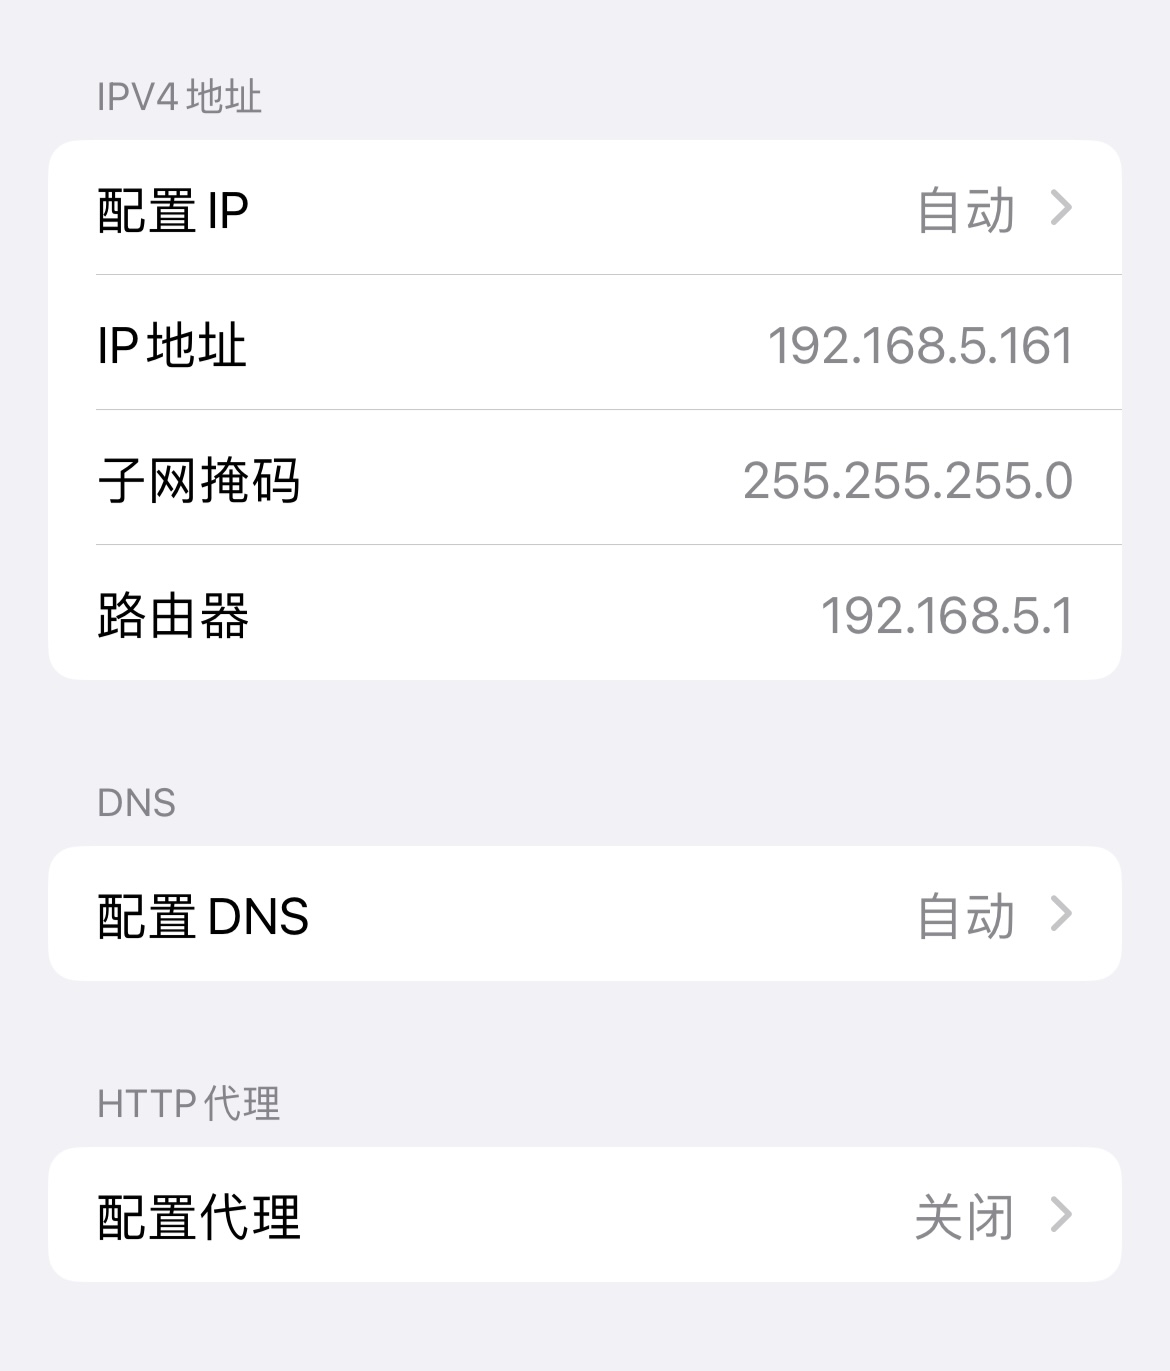 IPV4 地址
配置 IP
自动
IP 地址
192.168.5.161
子网掩码
255.255.255.0
路由器
192.168.5.1
DNS
配置 DNS
自动
HTTP 代理
配置代理
关闭